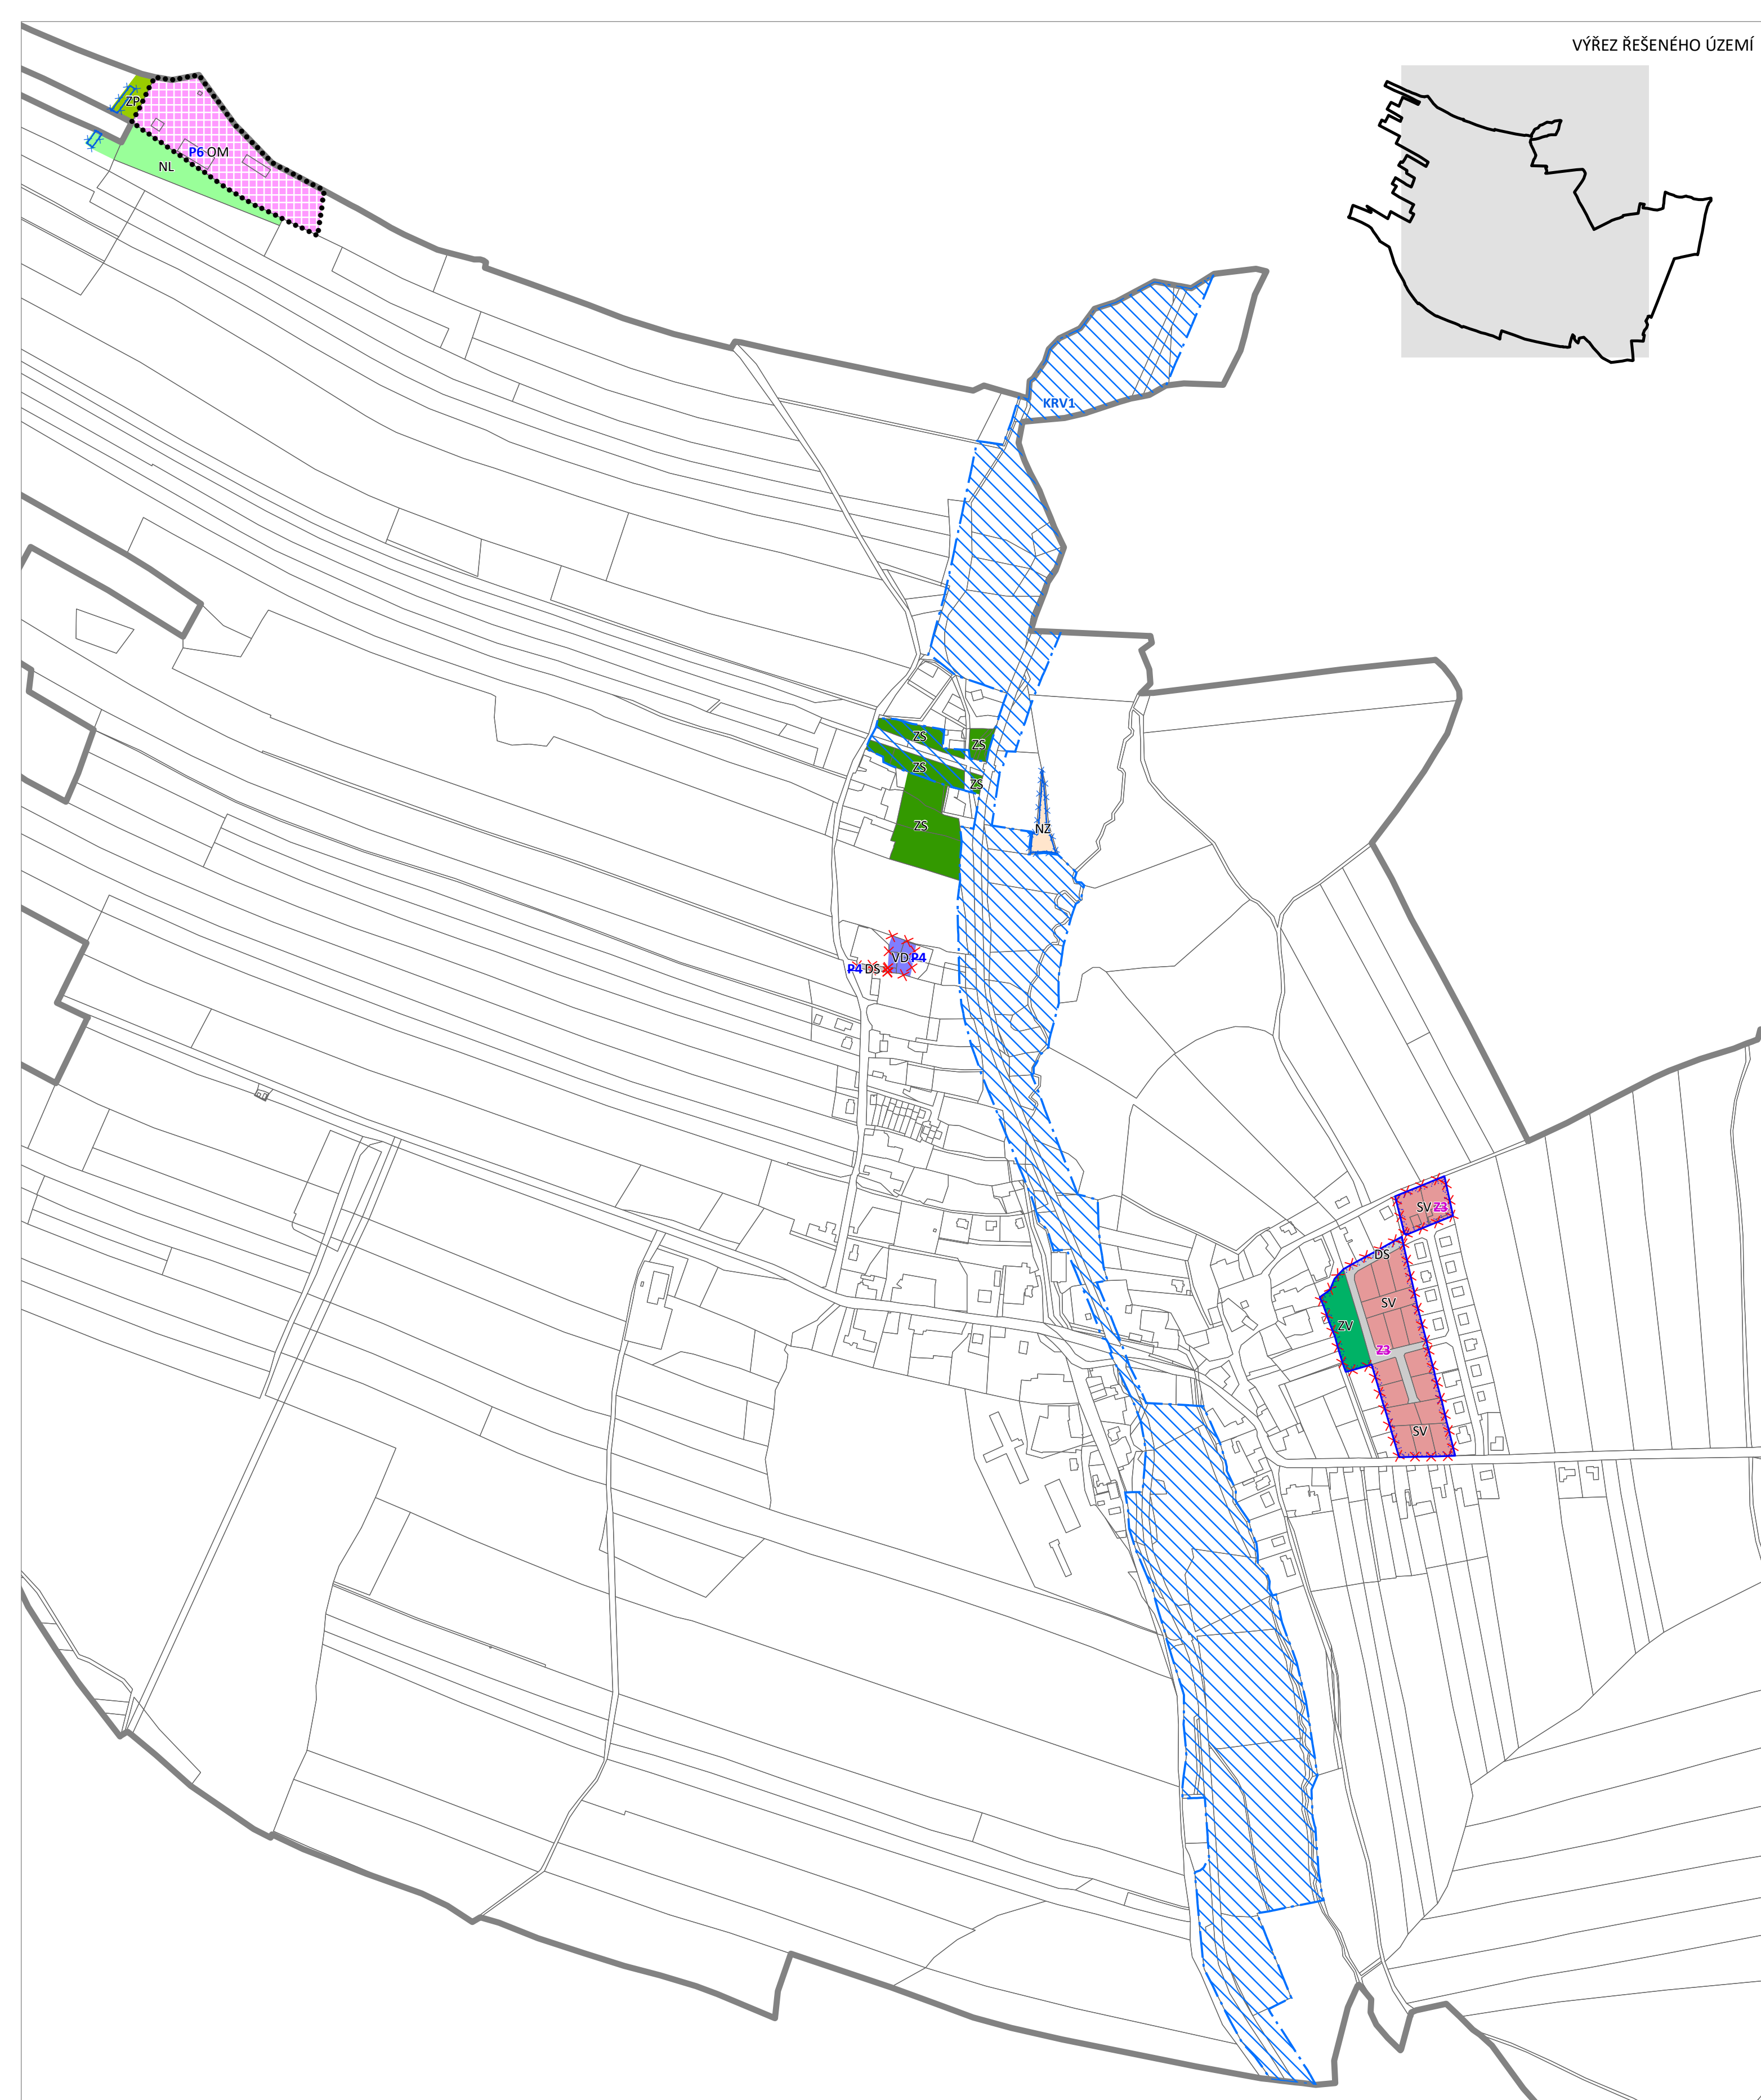 VÝŘEZ ŘEŠENÉHO ÚZEMÍ
ZP
P6 OM
NL
KRV1
ZS
ZS
ZS
ZS
ZS
NZ
VD P4
P4 DS
SV Z3
DS
SV
ZV
Z3
SV